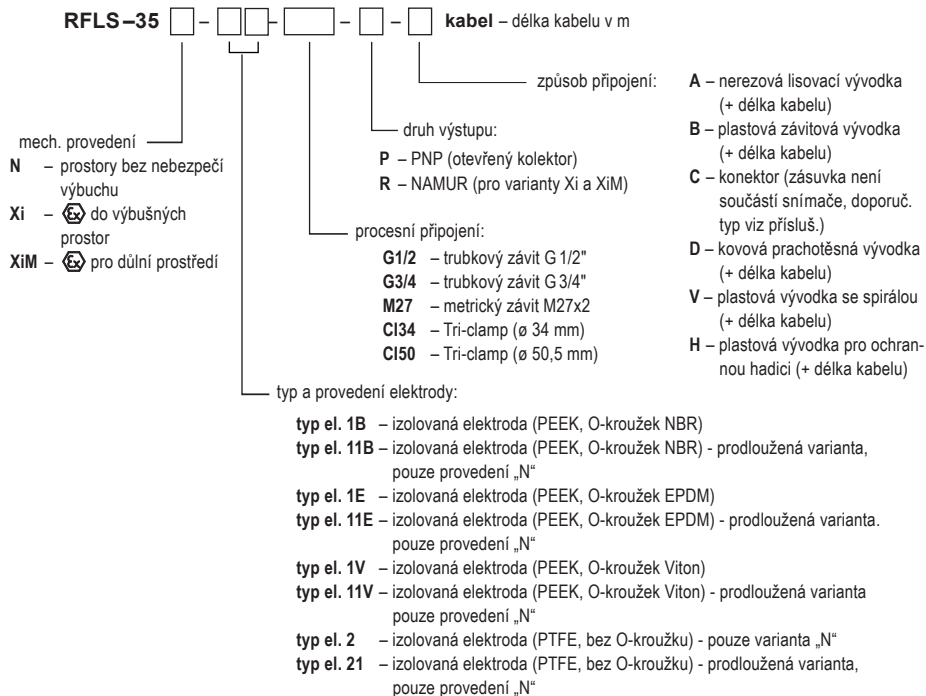 RFLS–35 – - – – kabel – délka kabelu v m
způsob připojení:
A – nerezová lisovací vývodka
(+ délka kabelu)
B – plastová závitová vývodka
(+ délka kabelu)
C – konektor (zásuvka není
součástí snímače, doporuč.
typ viz přísluš.)
D – kovová prachotěsná vývodka
(+ délka kabelu)
V – plastová vývodka se spirálou
(+ délka kabelu)
H – plastová vývodka pro ochran-
nou hadici (+ délka kabelu)
druh výstupu:
P – PNP (otevřený kolektor)
R – NAMUR (pro varianty Xi a XiM)
mech. provedení
N – prostory bez nebezpečí
výbuchu
Xi – εx do výbušných
prostor
XiM – εx pro důlní prostředí
procesní připojení:
G1/2 – trubkový závit G 1/2"
G3/4 – trubkový závit G 3/4"
M27 – metrický závit M27x2
Cl34 – Tri-clamp (ø 34 mm)
Cl50 – Tri-clamp (ø 50,5 mm)
typ a provedení elektrody:
typ el. 1B – izolovaná elektroda (PEEK, O-kroužek NBR)
typ el. 11B – izolovaná elektroda (PEEK, O-kroužek NBR) - prodloužená varianta,
pouze provedení „N“
typ el. 1E – izolovaná elektroda (PEEK, O-kroužek EPDM)
typ el. 11E – izolovaná elektroda (PEEK, O-kroužek EPDM) - prodloužená varianta.
pouze provedení „N“
typ el. 1V – izolovaná elektroda (PEEK, O-kroužek Viton)
typ el. 11V – izolovaná elektroda (PEEK, O-kroužek Viton) - prodloužená varianta
pouze provedení „N“
typ el. 2 – izolovaná elektroda (PTFE, bez O-kroužku) - pouze varianta „N“
typ el. 21 – izolovaná elektroda (PTFE, bez O-kroužku) - prodloužená varianta,
pouze provedení „N“